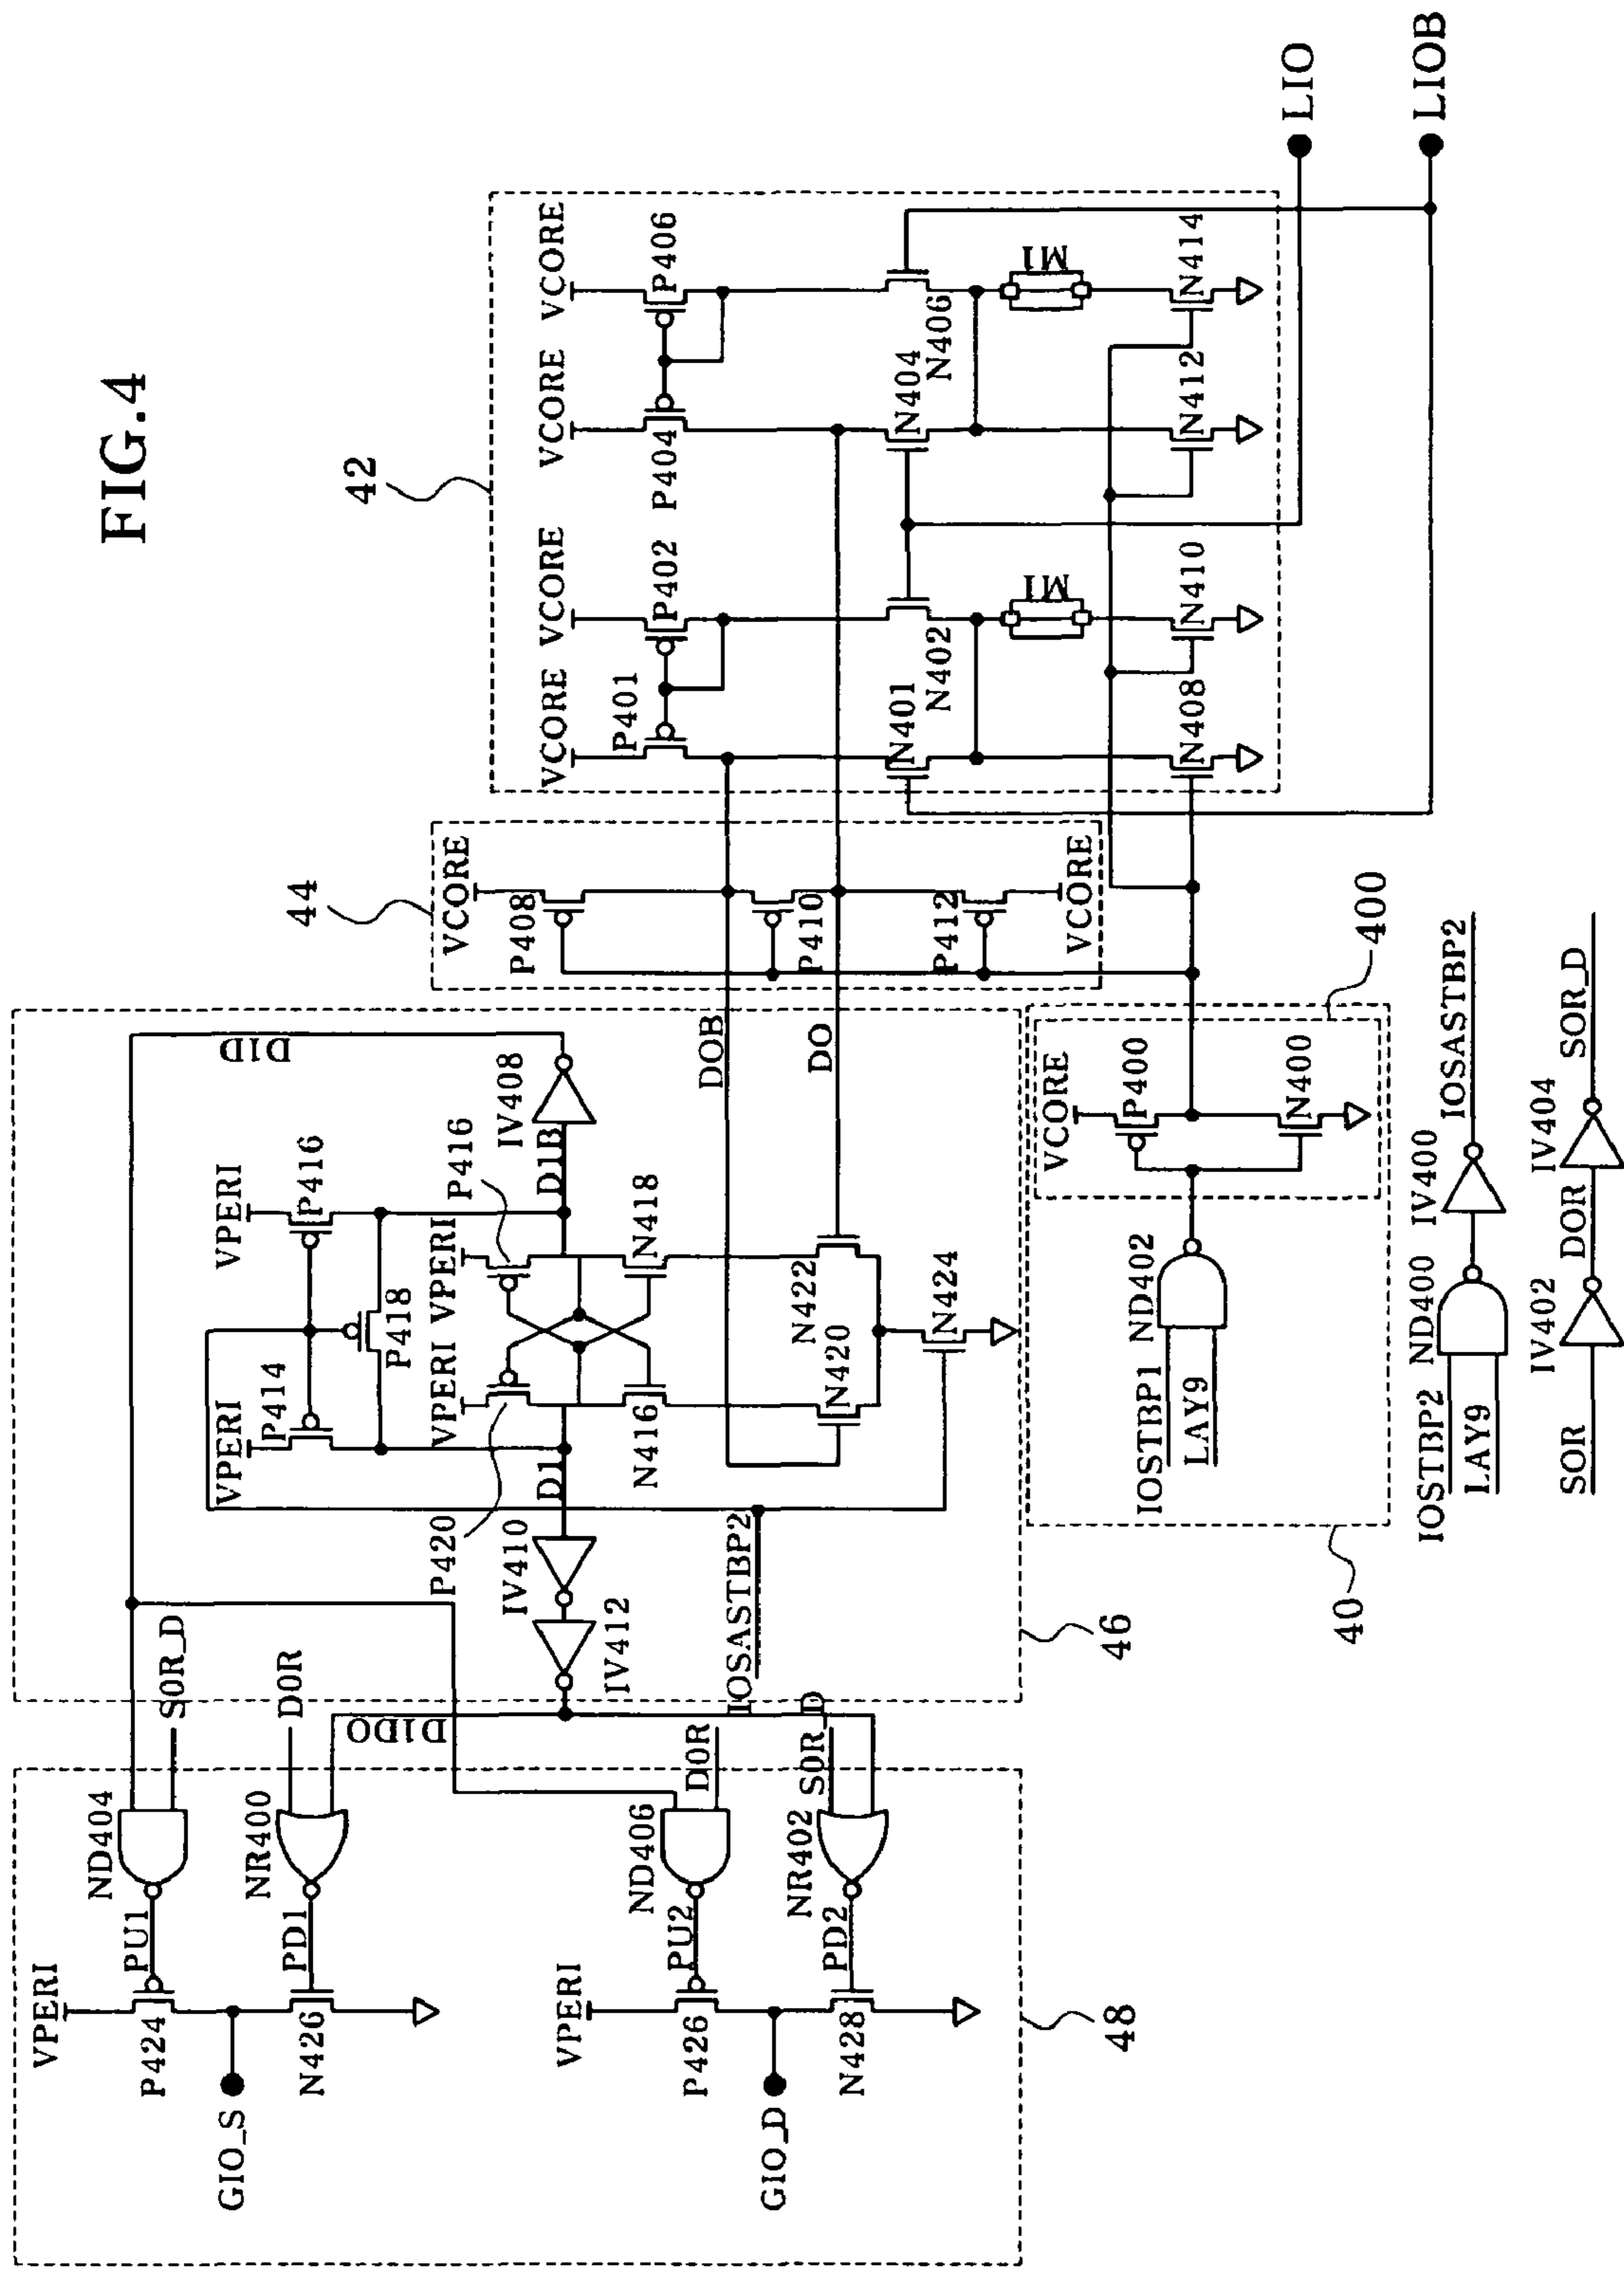 FIG.4
48
VPERI
P424
PU1
ND404
GIO_S
PD1
NR400
N426
SOR_D
DOR
D1DO
VPERI
P426
PU2
ND406
DOR
GIO_D
PD2
NR402
N428
SOR_D
46
D1D
VPERI
P414
VPERI
P416
P418
VPERI
P420
VPERI
P416
D1
D1B
IV408
IV410
IV412
N416
N418
IOSASTBP2
N420
N422
N424
DOB
DO
44
VCORE
P408
P410
P412
VCORE
42
VCORE
P401
VCORE
P402
VCORE
P404
VCORE
P406
N401
N402
N404
N406
M1
M1
N408
N410
N412
N414
LIO
LIOB
40
IOSTBP1
LAY9
ND402
VCORE
P400
N400
400
IOSTBP2
LAY9
ND400
IV400
IOSASTBP2
SOR
IV402
DOR
IV404
SOR_D